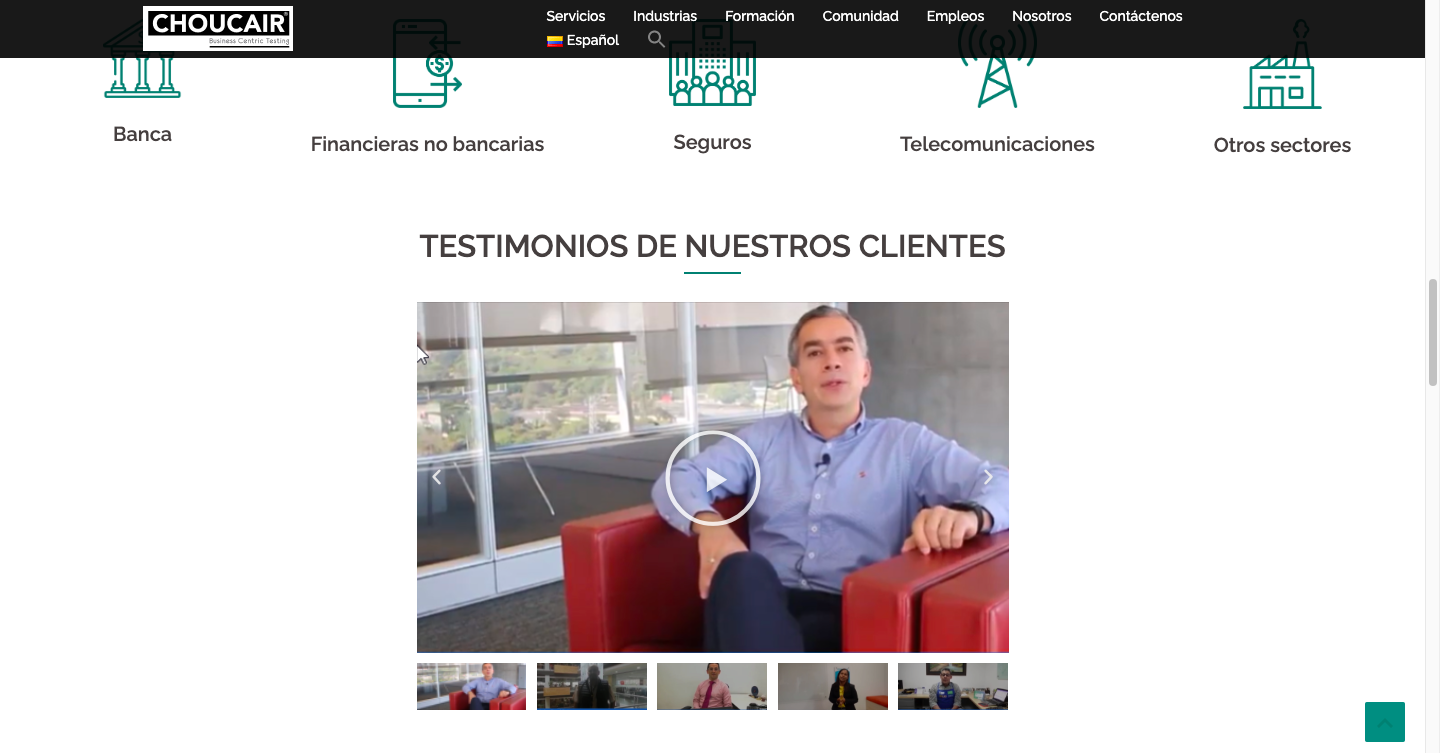 CHOUCAIR®
Business Centric Testing
Servicios Industrias Formación Comunidad Empleos Nosotros Contáctenos
Español
Banca
Financieras no bancarias
Seguros
Telecomunicaciones
Otros sectores
TESTIMONIOS DE NUESTROS CLIENTES